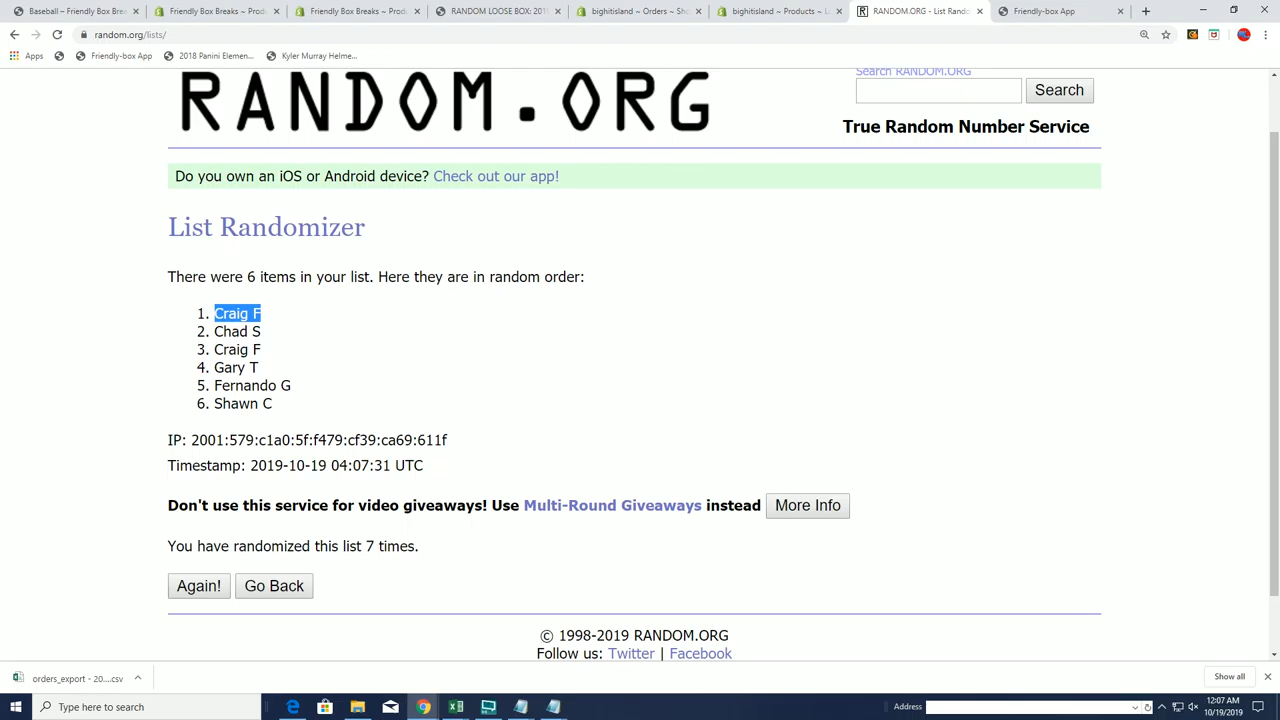 Baseball – Friendly Box Break
Friendly Box Breaks ~ Produ
Friendly Box Breaks ~ Produ
RANDOM LOOSE BOX: 201
bighitisland ~ Orders ~ Sh
bighitisland ~ Products ~ L
RANDOM.ORG - List Rando
Friendly-box App
random.org/lists/
Apps
Friendly-box App
2018 Panini Elemen...
Kyler Murray Helme...
RANDOM.ORG
Search RANDOM.ORG
Search
True Random Number Service
Do you own an iOS or Android device? Check out our app!
List Randomizer
There were 6 items in your list. Here they are in random order:
1. Craig F
2. Chad S
3. Craig F
4. Gary T
5. Fernando G
6. Shawn C
IP: 2001:579:c1a0:5f:f479:cf39:ca69:611f
Timestamp: 2019-10-19 04:07:31 UTC
Don't use this service for video giveaways! Use Multi-Round Giveaways instead More Info
You have randomized this list 7 times.
Again! Go Back
© 1998-2019 RANDOM.ORG
Follow us: Twitter | Facebook
orders_export - 20....csv
Show all
Type here to search
Address
12:07 AM
10/19/2019